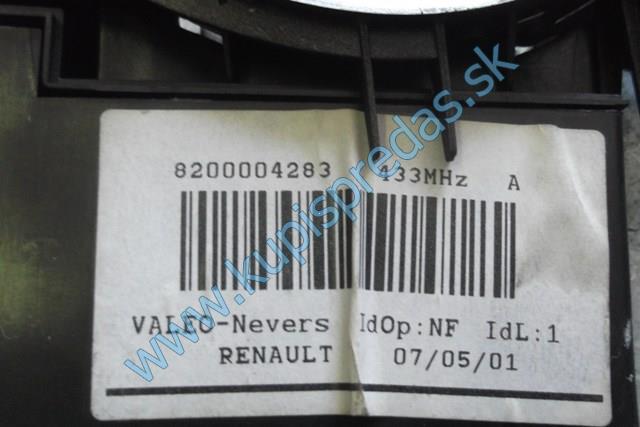 8200004283 433MHz A
VALEO-Nevers IdOp:NF IdL:1
RENAULT 07/05/01
www.kupispredas.sk